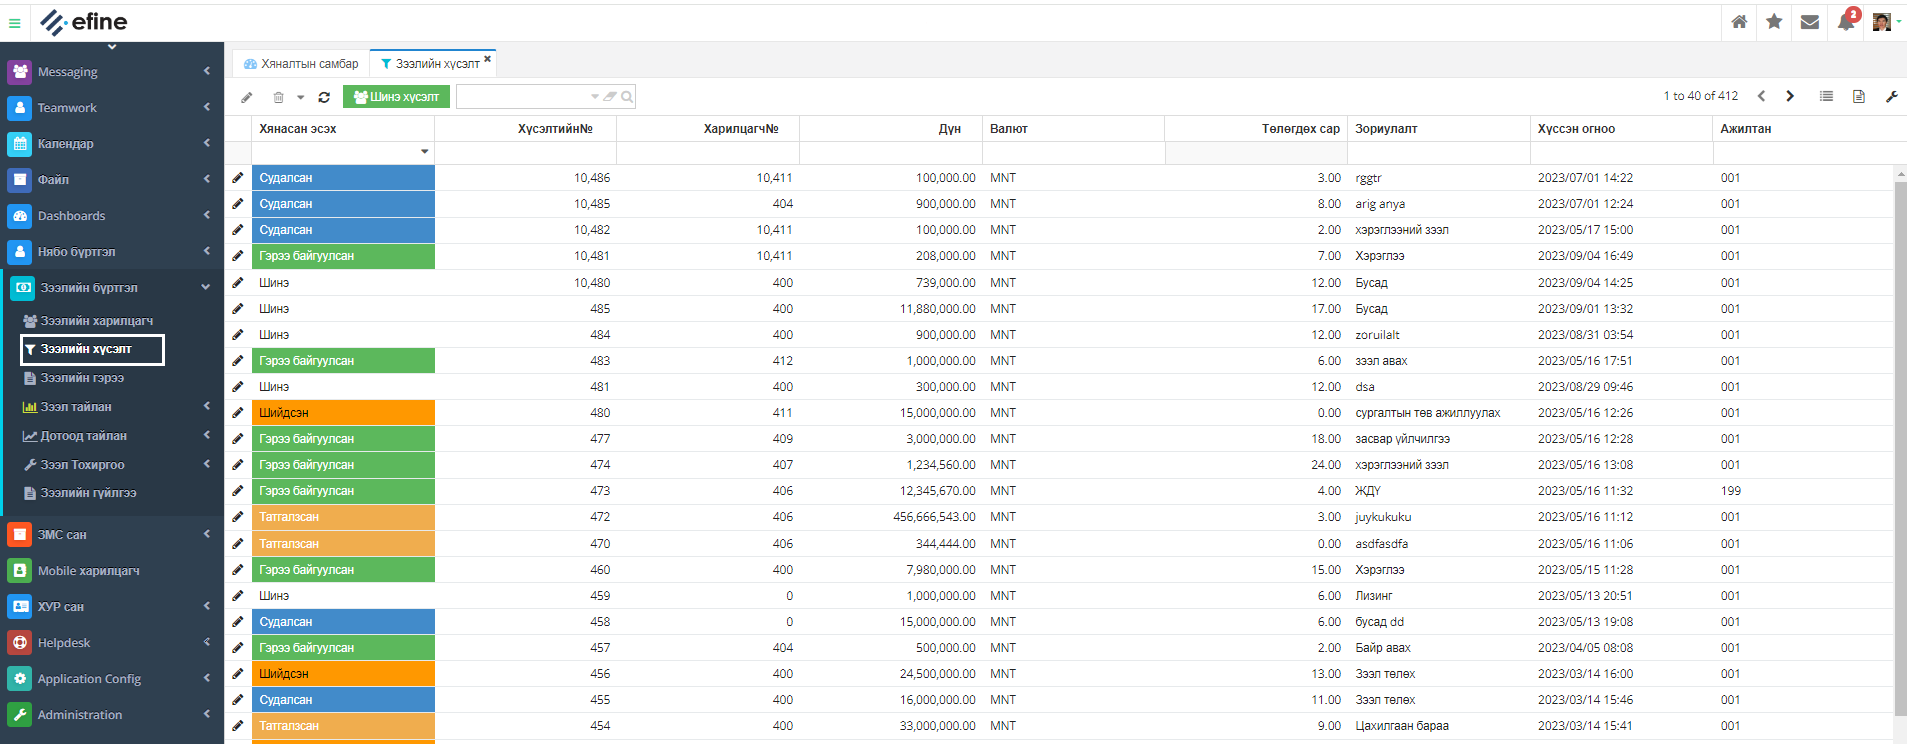 efine
2
Messaging
Teamwork
Календар
Файл
Dashboards
Нябо бүртгэл
Зээлийн бүртгэл
Зээлийн харилцагч
Зээлийн хүсэлт
Зээлийн гэрээ
Зээл тайлан
Дотоод тайлан
Зээл Тохиргоо
Зээлийн гүйлгээ
ЗМС сан
Mobile харилцагч
ХУР сан
Helpdesk
Application Config
Administration
Хяналтын самбар Зээлийн хүсэлт
Шинэ хүсэлт 1 to 40 of 412
Хянасан эсэх Хүсэлтийн№ Харилцагч№ Дүн Валют Төлөгдөх сар Зориулалт Хүссэн огноо Ажилтан
Судалсан 10,486 10,411 100,000.00 MNT 3.00 rggtr 2023/07/01 14:22 001
Судалсан 10,485 404 900,000.00 MNT 8.00 arig anya 2023/07/01 12:24 001
Судалсан 10,482 10,411 100,000.00 MNT 2.00 хэрэглээний зээл 2023/05/17 15:00 001
Гэрээ байгуулсан 10,481 10,411 208,000.00 MNT 7.00 Хэрэглээ 2023/09/04 16:49 001
Шинэ 10,480 400 739,000.00 MNT 12.00 Бусад 2023/09/04 14:25 001
Шинэ 485 400 11,880,000.00 MNT 17.00 Бусад 2023/09/01 13:32 001
Шинэ 484 400 900,000.00 MNT 12.00 zoruilalt 2023/08/31 03:54 001
Гэрээ байгуулсан 483 412 1,000,000.00 MNT 6.00 зээл авах 2023/05/16 17:51 001
Шинэ 481 400 300,000.00 MNT 12.00 dsa 2023/08/29 09:46 001
Шийдсэн 480 411 15,000,000.00 MNT 0.00 сургалтын төв ажиллуулах 2023/05/16 12:26 001
Гэрээ байгуулсан 477 409 3,000,000.00 MNT 18.00 засвар үйлчилгээ 2023/05/16 12:28 001
Гэрээ байгуулсан 474 407 1,234,560.00 MNT 24.00 хэрэглээний зээл 2023/05/16 13:08 001
Гэрээ байгуулсан 473 406 12,345,670.00 MNT 4.00 ЖДҮ 2023/05/16 11:32 199
Татгалзсан 472 406 456,666,543.00 MNT 3.00 juykukuku 2023/05/16 11:12 001
Татгалзсан 470 406 344,444.00 MNT 0.00 asdfasdfa 2023/05/16 11:06 001
Гэрээ байгуулсан 460 400 7,980,000.00 MNT 15.00 Хэрэглээ 2023/05/15 11:28 001
Шинэ 459 0 1,000,000.00 MNT 6.00 Лизинг 2023/05/13 20:51 001
Судалсан 458 0 15,000,000.00 MNT 6.00 бусад dd 2023/05/13 19:08 001
Гэрээ байгуулсан 457 404 500,000.00 MNT 2.00 Байр авах 2023/04/05 08:08 001
Шийдсэн 456 400 24,500,000.00 MNT 13.00 Зээл төлөх 2023/03/14 16:00 001
Судалсан 455 400 16,000,000.00 MNT 11.00 Зээл төлөх 2023/03/14 15:46 001
Татгалзсан 454 400 33,000,000.00 MNT 9.00 Цахилгаан бараа 2023/03/14 15:41 001